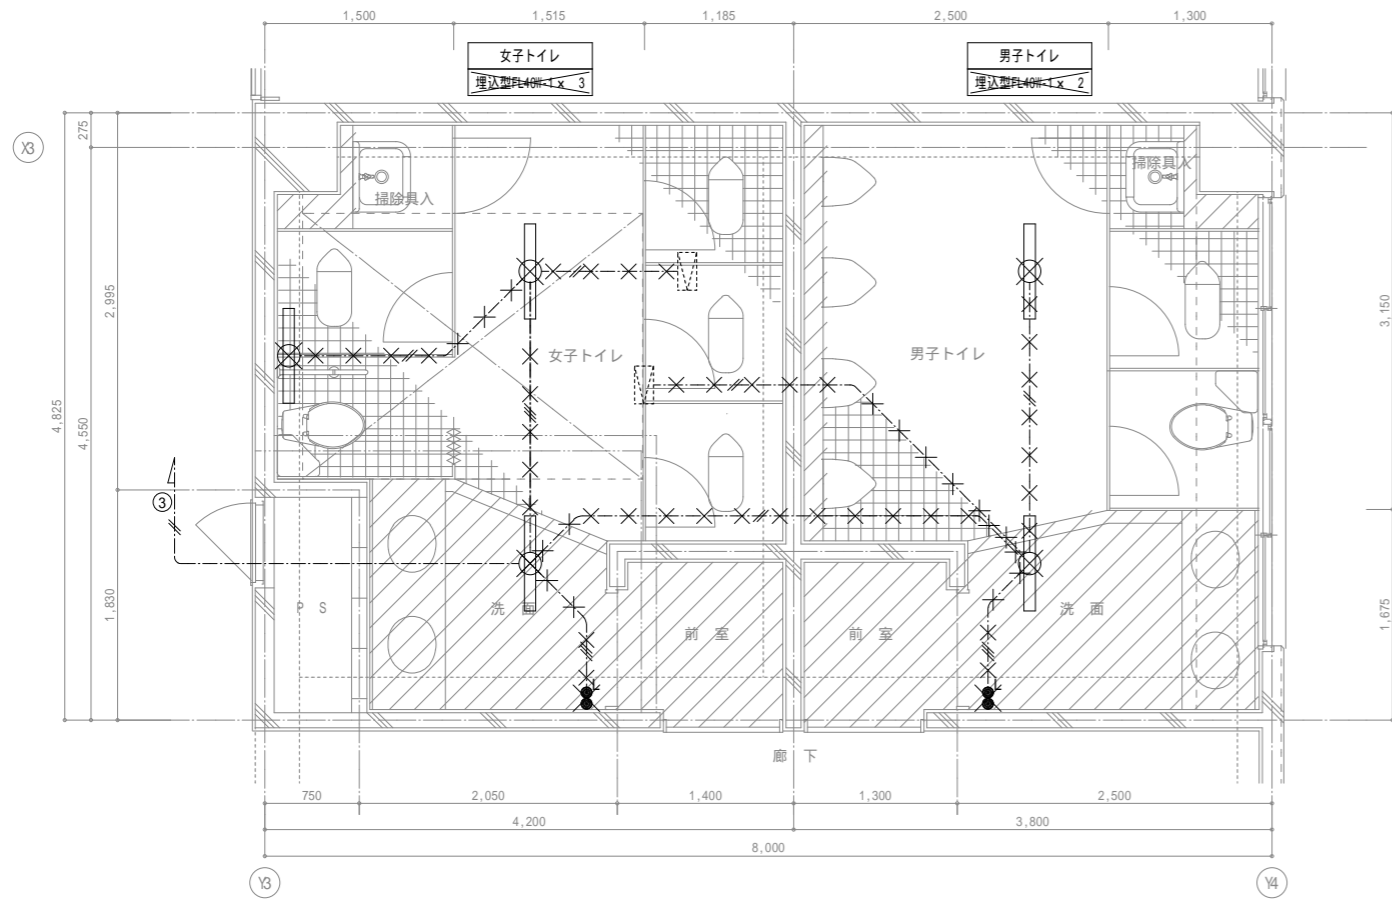 1,500
1,515
1,185
2,500
1,300
女子トイレ
埋込型FL40W-1 x 3
男子トイレ
埋込型FL40W-1 x 2
X3
275
2,995
4,825
4,550
1,830
3,150
1,675
掃除具入
掃除具入
女子トイレ
男子トイレ
3
P S
洗 面
前 室
前 室
洗 面
廊 下
750
2,050
1,400
1,300
2,500
4,200
3,800
8,000
Y3
Y4